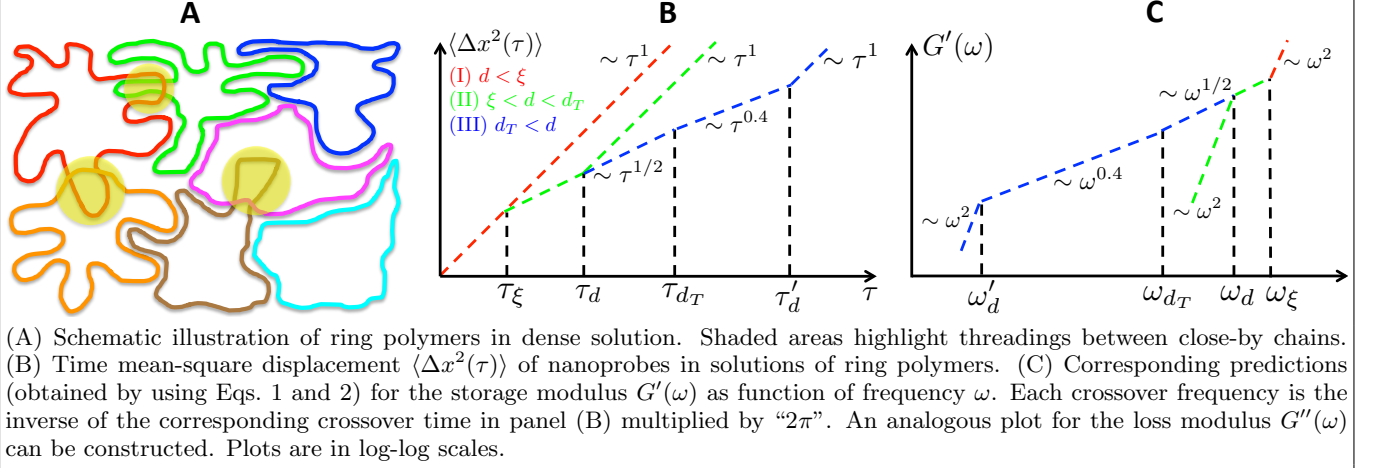 A
B
C
⟨Δx²(τ)⟩
(I) d < ξ
(II) ξ < d < d_T
(III) d_T < d
∼ τ¹
∼ τ¹
∼ τ¹
∼ τ^0.4
∼ τ^1/2
τ_ξ
τ_d
τ_d_T
τ′_d
τ
G′(ω)
∼ ω²
∼ ω^1/2
∼ ω^0.4
∼ ω²
∼ ω²
ω′_d
ω_d_T
ω_d
ω_ξ
ω
(A) Schematic illustration of ring polymers in dense solution. Shaded areas highlight threadings between close-by chains.
(B) Time mean-square displacement ⟨Δx²(τ)⟩ of nanoprobes in solutions of ring polymers. (C) Corresponding predictions
(obtained by using Eqs. 1 and 2) for the storage modulus G′(ω) as function of frequency ω. Each crossover frequency is the
inverse of the corresponding crossover time in panel (B) multiplied by “2π”. An analogous plot for the loss modulus G′′(ω)
can be constructed. Plots are in log-log scales.